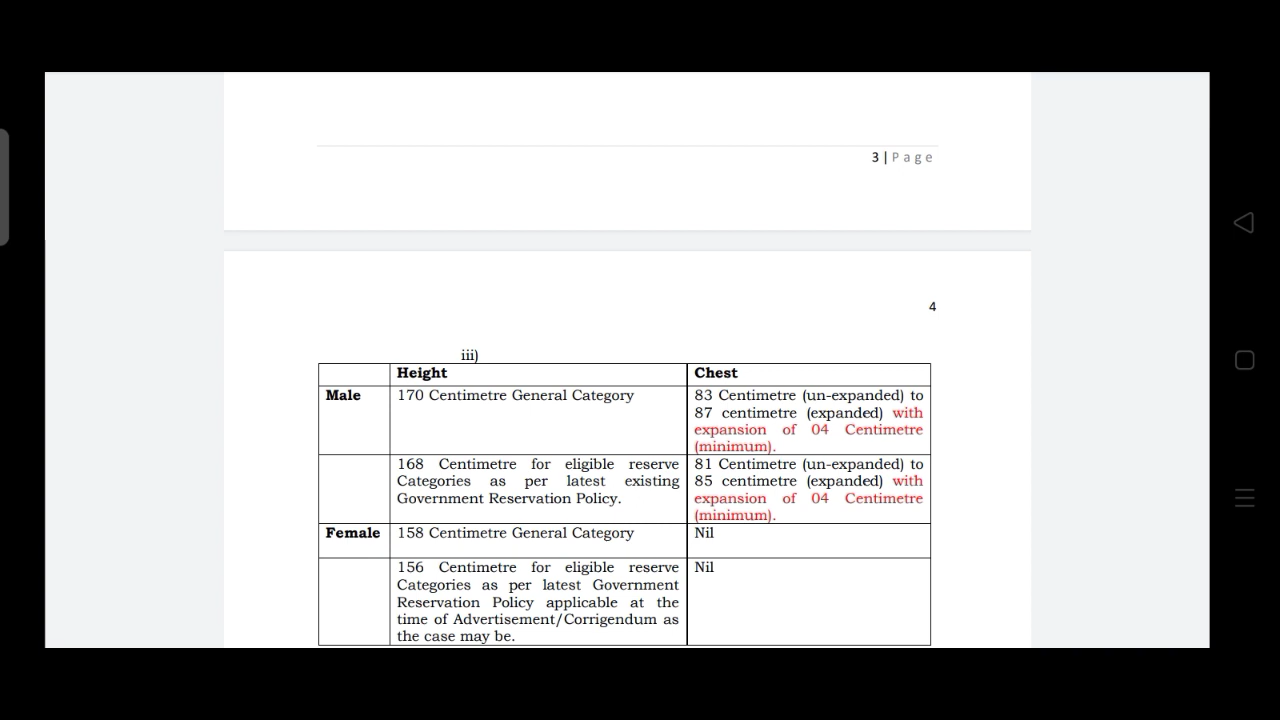 3 | Page
4
iii)
Height
Chest
Male
170 Centimetre General Category
83 Centimetre (un-expanded) to
87 centimetre (expanded) with
expansion of 04 Centimetre
(minimum).
168 Centimetre for eligible reserve
Categories as per latest existing
Government Reservation Policy.
81 Centimetre (un-expanded) to
85 centimetre (expanded) with
expansion of 04 Centimetre
(minimum).
Female
158 Centimetre General Category
Nil
156 Centimetre for eligible reserve
Categories as per latest Government
Reservation Policy applicable at the
time of Advertisement/Corrigendum as
the case may be.
Nil